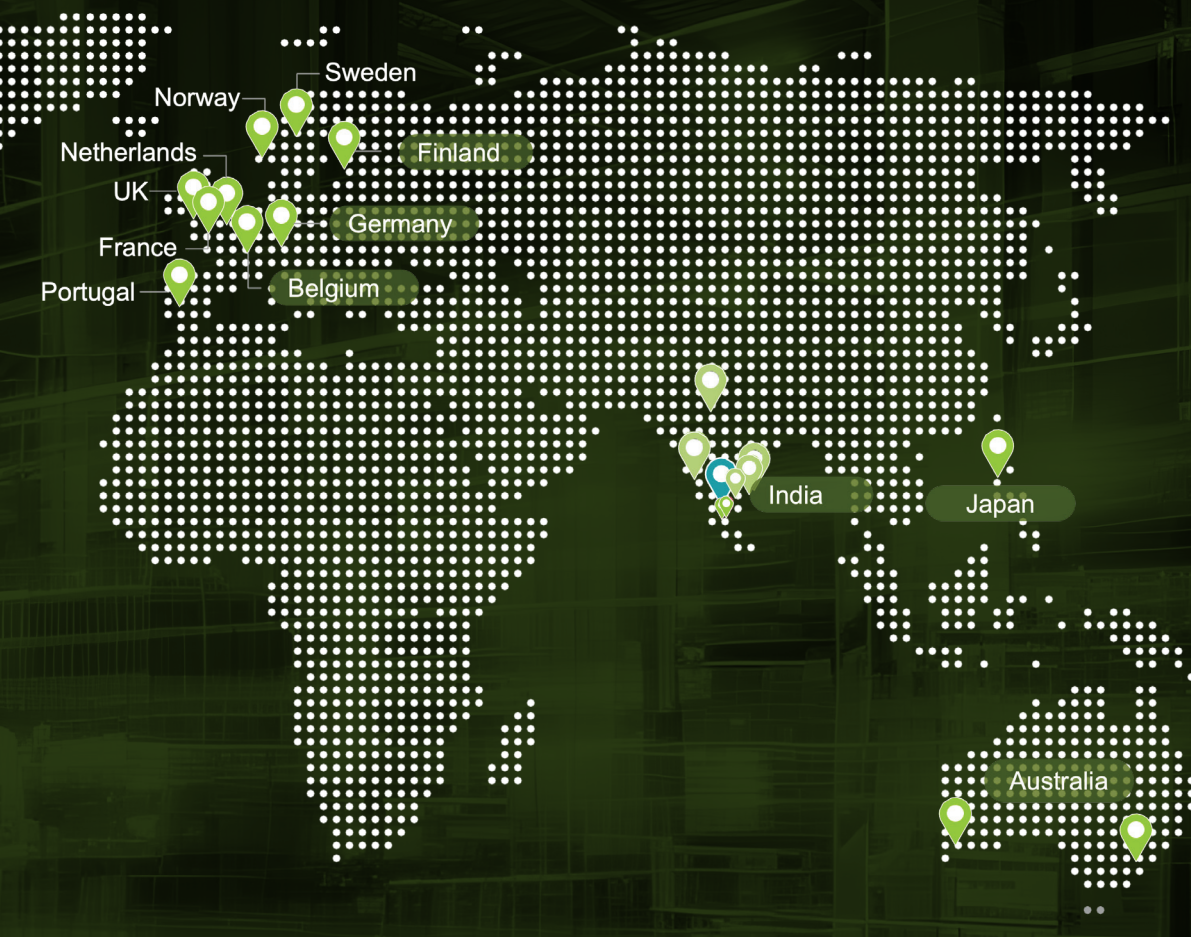 Sweden
Norway
Netherlands
Finland
UK
Germany
France
Belgium
Portugal
India
Japan
Australia